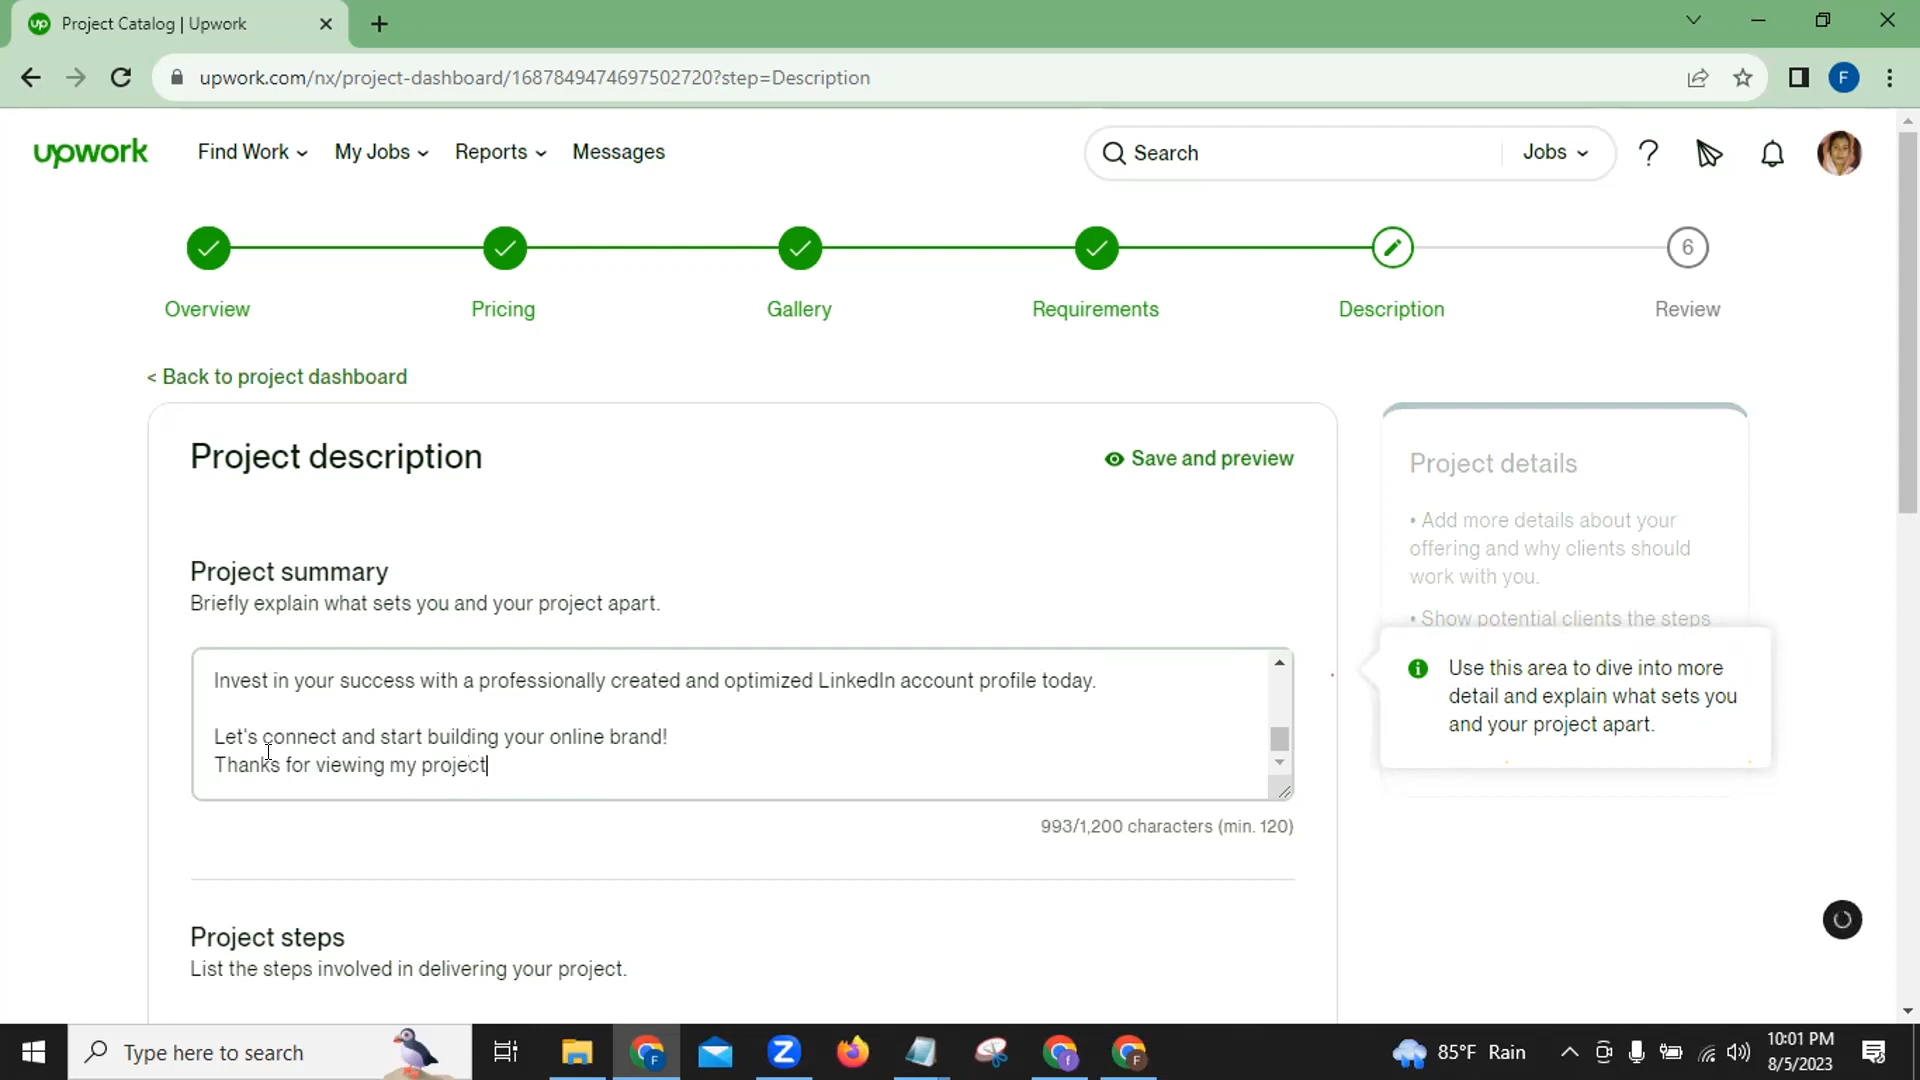 Project Catalog | Upwork
upwork.com/nx/project-dashboard/1687849474697502720?step=Description
F
upwork
Find Work
My Jobs
Reports
Messages
Search
Jobs
6
Overview
Pricing
Gallery
Requirements
Description
Review
< Back to project dashboard
Project description
Save and preview
Project summary
Briefly explain what sets you and your project apart.
Invest in your success with a professionally created and optimized LinkedIn account profile today.
Let's connect and start building your online brand!
Thanks for viewing my project
993/1,200 characters (min. 120)
Project steps
List the steps involved in delivering your project.
Project details
• Add more details about your
offering and why clients should
work with you.
• Show potential clients the steps
Use this area to dive into more
detail and explain what sets you
and your project apart.
Type here to search
85°F Rain
10:01 PM
8/5/2023